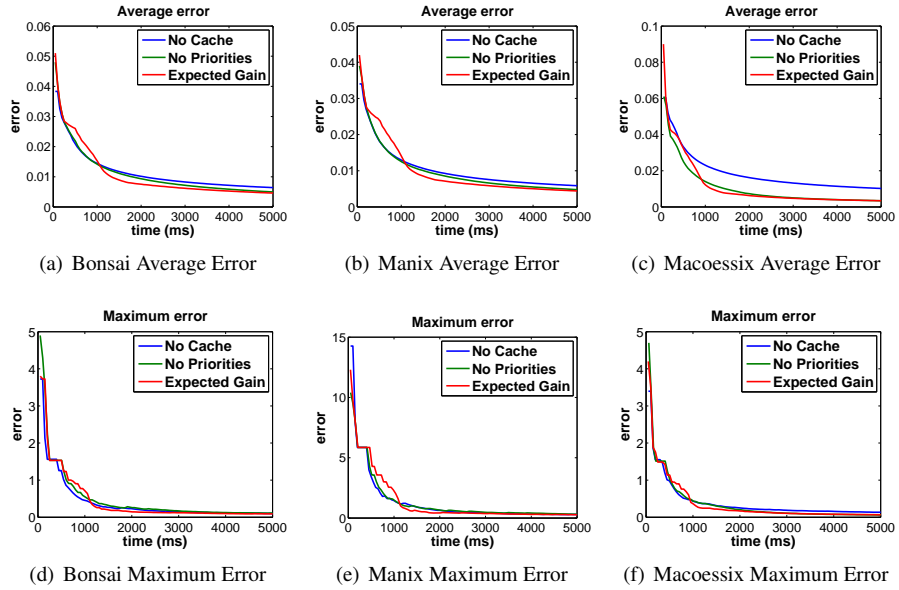 Average error
0.06
0.05
0.04
0.03
0.02
0.01
0
error
No Cache
No Priorities
Expected Gain
0 1000 2000 3000 4000 5000
time (ms)
(a) Bonsai Average Error
Average error
0.05
0.04
0.03
0.02
0.01
0
error
No Cache
No Priorities
Expected Gain
0 1000 2000 3000 4000 5000
time (ms)
(b) Manix Average Error
Average error
0.1
0.08
0.06
0.04
0.02
0
error
No Cache
No Priorities
Expected Gain
0 1000 2000 3000 4000 5000
time (ms)
(c) Macoessix Average Error
Maximum error
5
4
3
2
1
0
error
No Cache
No Priorities
Expected Gain
0 1000 2000 3000 4000 5000
time (ms)
(d) Bonsai Maximum Error
Maximum error
15
10
5
0
error
No Cache
No Priorities
Expected Gain
0 1000 2000 3000 4000 5000
time (ms)
(e) Manix Maximum Error
Maximum error
5
4
3
2
1
0
error
No Cache
No Priorities
Expected Gain
0 1000 2000 3000 4000 5000
time (ms)
(f) Macoessix Maximum Error